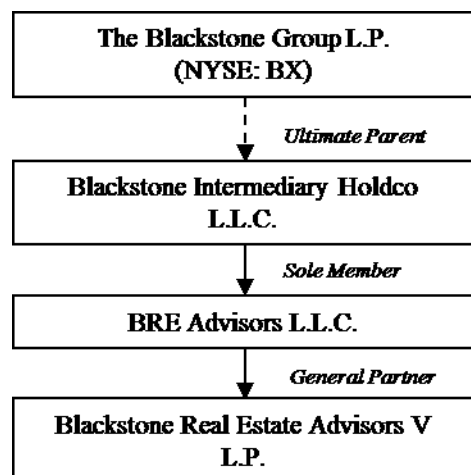 The Blackstone Group L.P.
(NYSE: BX)
Ultimate Parent
Blackstone Intermediary Holdco
L.L.C.
Sole Member
BRE Advisors L.L.C.
General Partner
Blackstone Real Estate Advisors V
L.P.